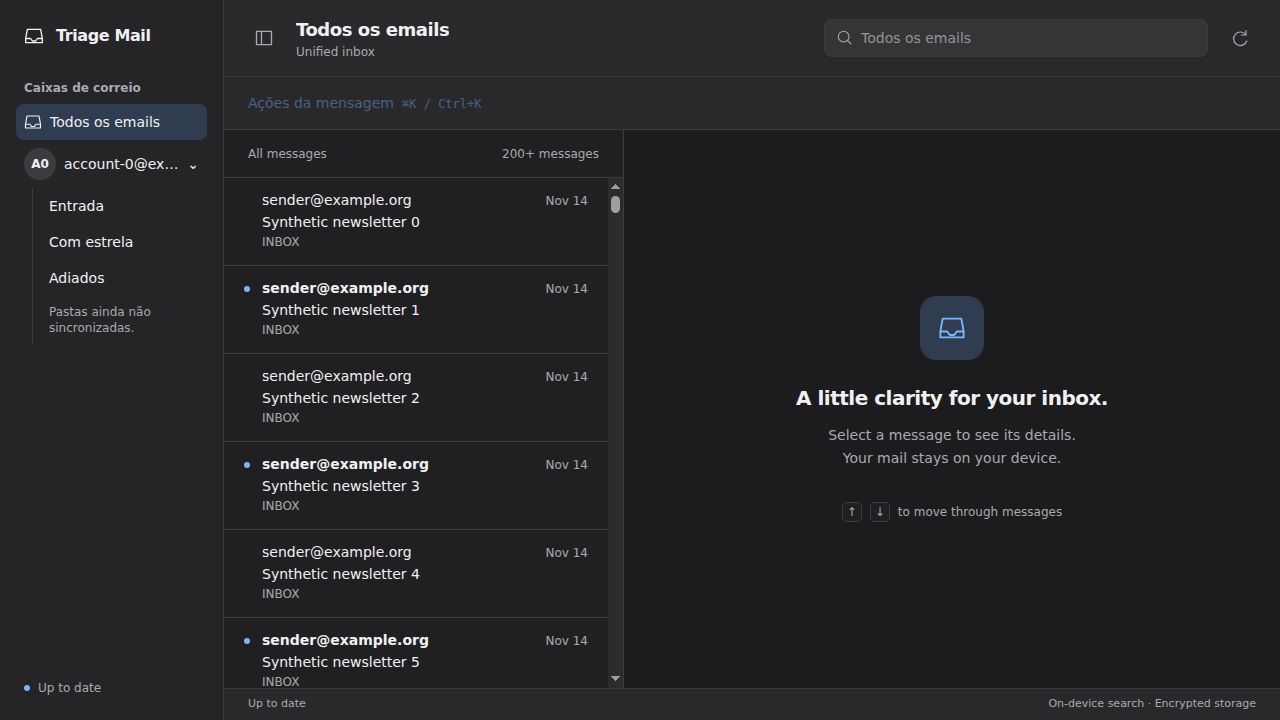 Triage Mail
Caixas de correio
Todos os emails
A0 account-0@ex...
Entrada
Com estrela
Adiados
Pastas ainda não
sincronizadas.
Up to date
Todos os emails
Unified inbox
Todos os emails
Ações da mensagem ⌘K / Ctrl+K
All messages 200+ messages
sender@example.org Nov 14
Synthetic newsletter 0
INBOX
sender@example.org Nov 14
Synthetic newsletter 1
INBOX
sender@example.org Nov 14
Synthetic newsletter 2
INBOX
sender@example.org Nov 14
Synthetic newsletter 3
INBOX
sender@example.org Nov 14
Synthetic newsletter 4
INBOX
sender@example.org Nov 14
Synthetic newsletter 5
INBOX
A little clarity for your inbox.
Select a message to see its details.
Your mail stays on your device.
↑ ↓ to move through messages
Up to date
On-device search · Encrypted storage